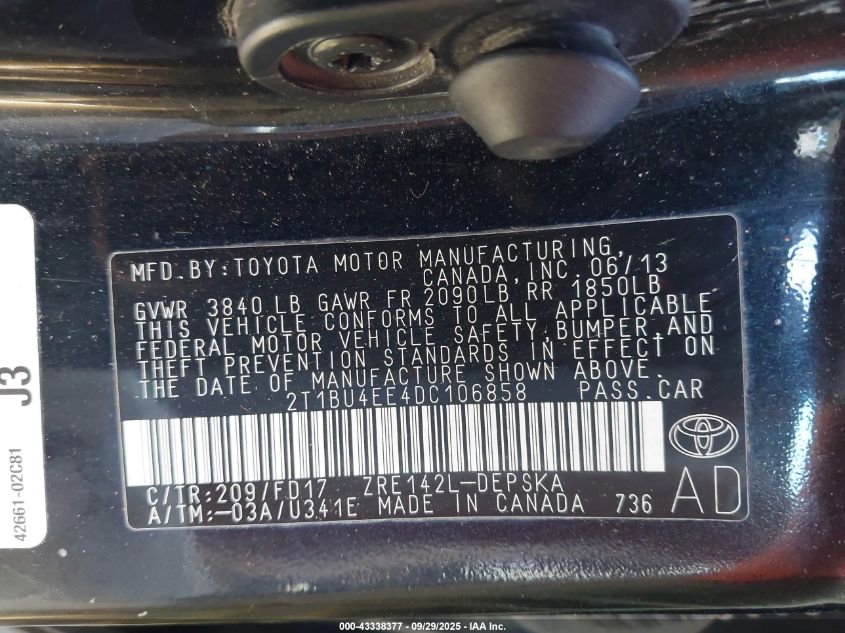 MFD.BY:TOYOTA MOTOR MANUFACTURING,
CANADA,INC. 06/13
GVWR 3840 LB GAWR FR 2090LB RR 1850LB
THIS VEHICLE CONFORMS TO ALL APPLICABLE
FEDERAL MOTOR VEHICLE SAFETY,BUMPER,AND
THEFT PREVENTION STANDARDS IN EFFECT ON
THE DATE OF MANUFACTURE SHOWN ABOVE.
2T1BU4EE4DC106858 PASS.CAR
C/TR:209/FD17 ZRE142L-DEPSKA
A/TM:-03A/U341E MADE IN CANADA 736
AD
J3
42661-02C81
000-43338377 - 09/29/2025 - IAA Inc.